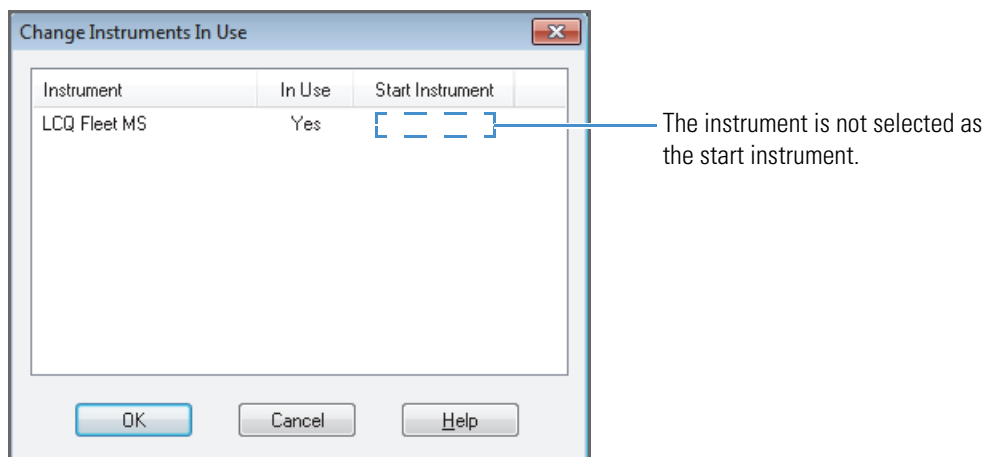 Change Instruments In Use
Instrument In Use Start Instrument
LCQ Fleet MS Yes
The instrument is not selected as
the start instrument.
OK Cancel Help